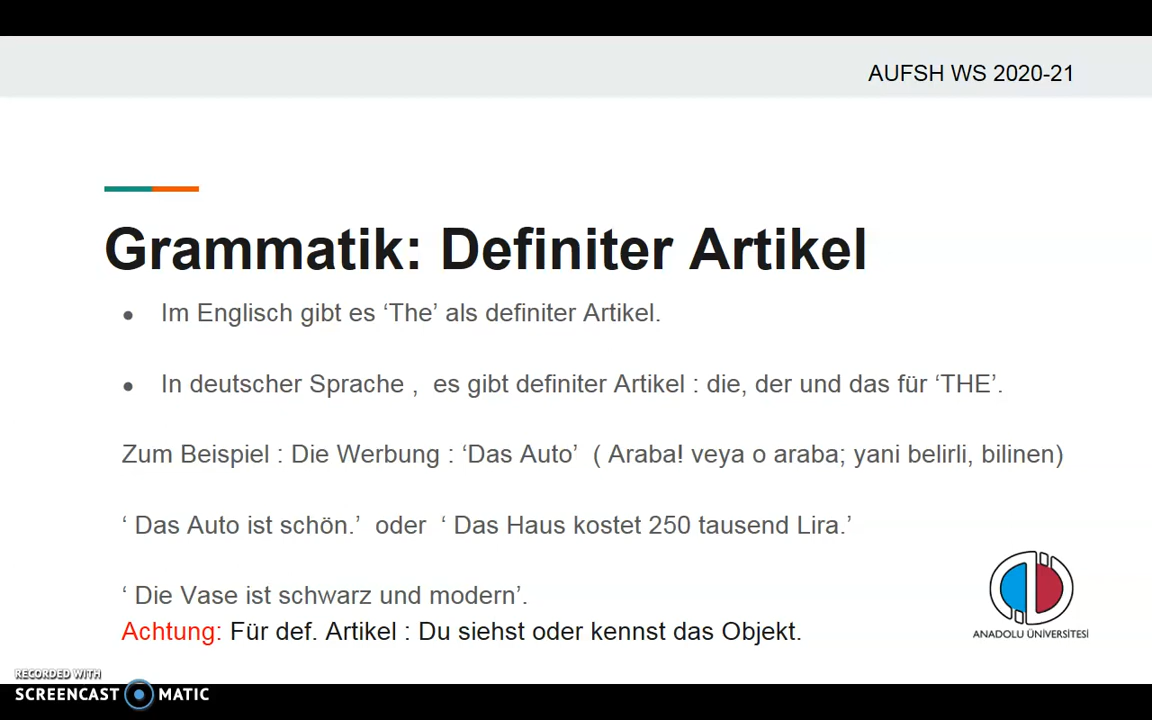 AUFSH WS 2020-21
Grammatik: Definiter Artikel
● Im Englisch gibt es ‘The’ als definiter Artikel.
● In deutscher Sprache , es gibt definiter Artikel : die, der und das für ‘THE’.
Zum Beispiel : Die Werbung : ‘Das Auto’ ( Araba! veya o araba; yani belirli, bilinen)
‘ Das Auto ist schön.’ oder ‘ Das Haus kostet 250 tausend Lira.’
‘ Die Vase ist schwarz und modern’.
Achtung: Für def. Artikel : Du siehst oder kennst das Objekt.
ANADOLU ÜNİVERSİTESİ
RECORDED WITH
SCREENCAST MATIC